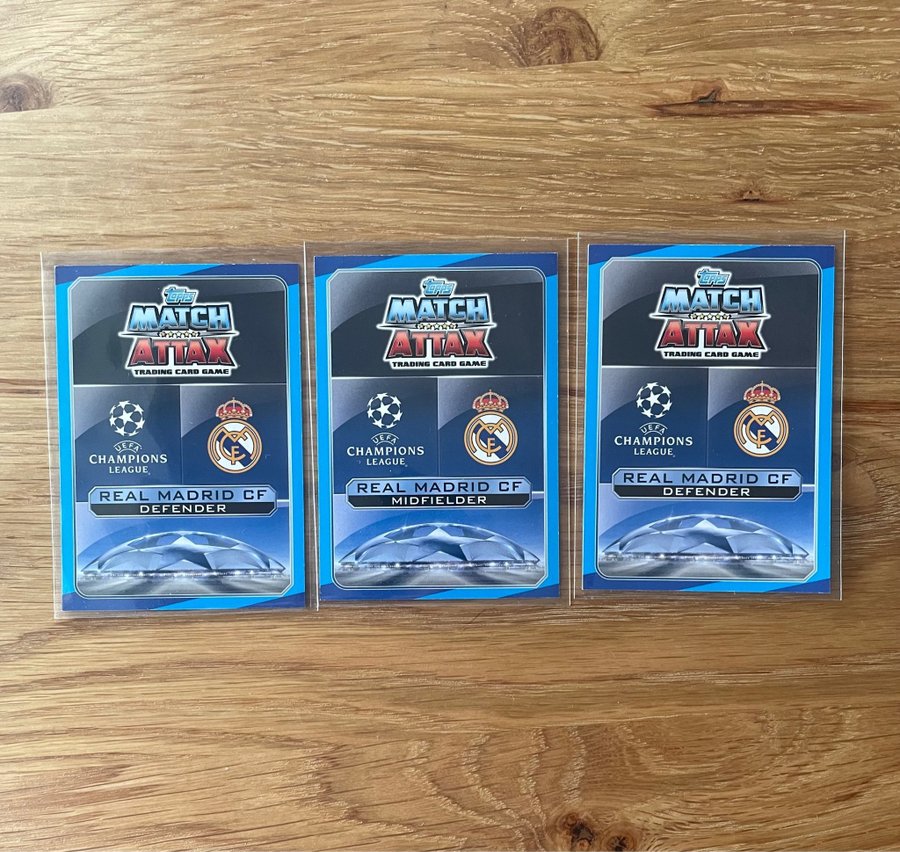 Topps
MATCH
ATTAX
TRADING CARD GAME
UEFA
CHAMPIONS
LEAGUE
REAL MADRID CF
DEFENDER
Topps
MATCH
ATTAX
TRADING CARD GAME
UEFA
CHAMPIONS
LEAGUE
REAL MADRID CF
MIDFIELDER
Topps
MATCH
ATTAX
TRADING CARD GAME
UEFA
CHAMPIONS
LEAGUE
REAL MADRID CF
DEFENDER